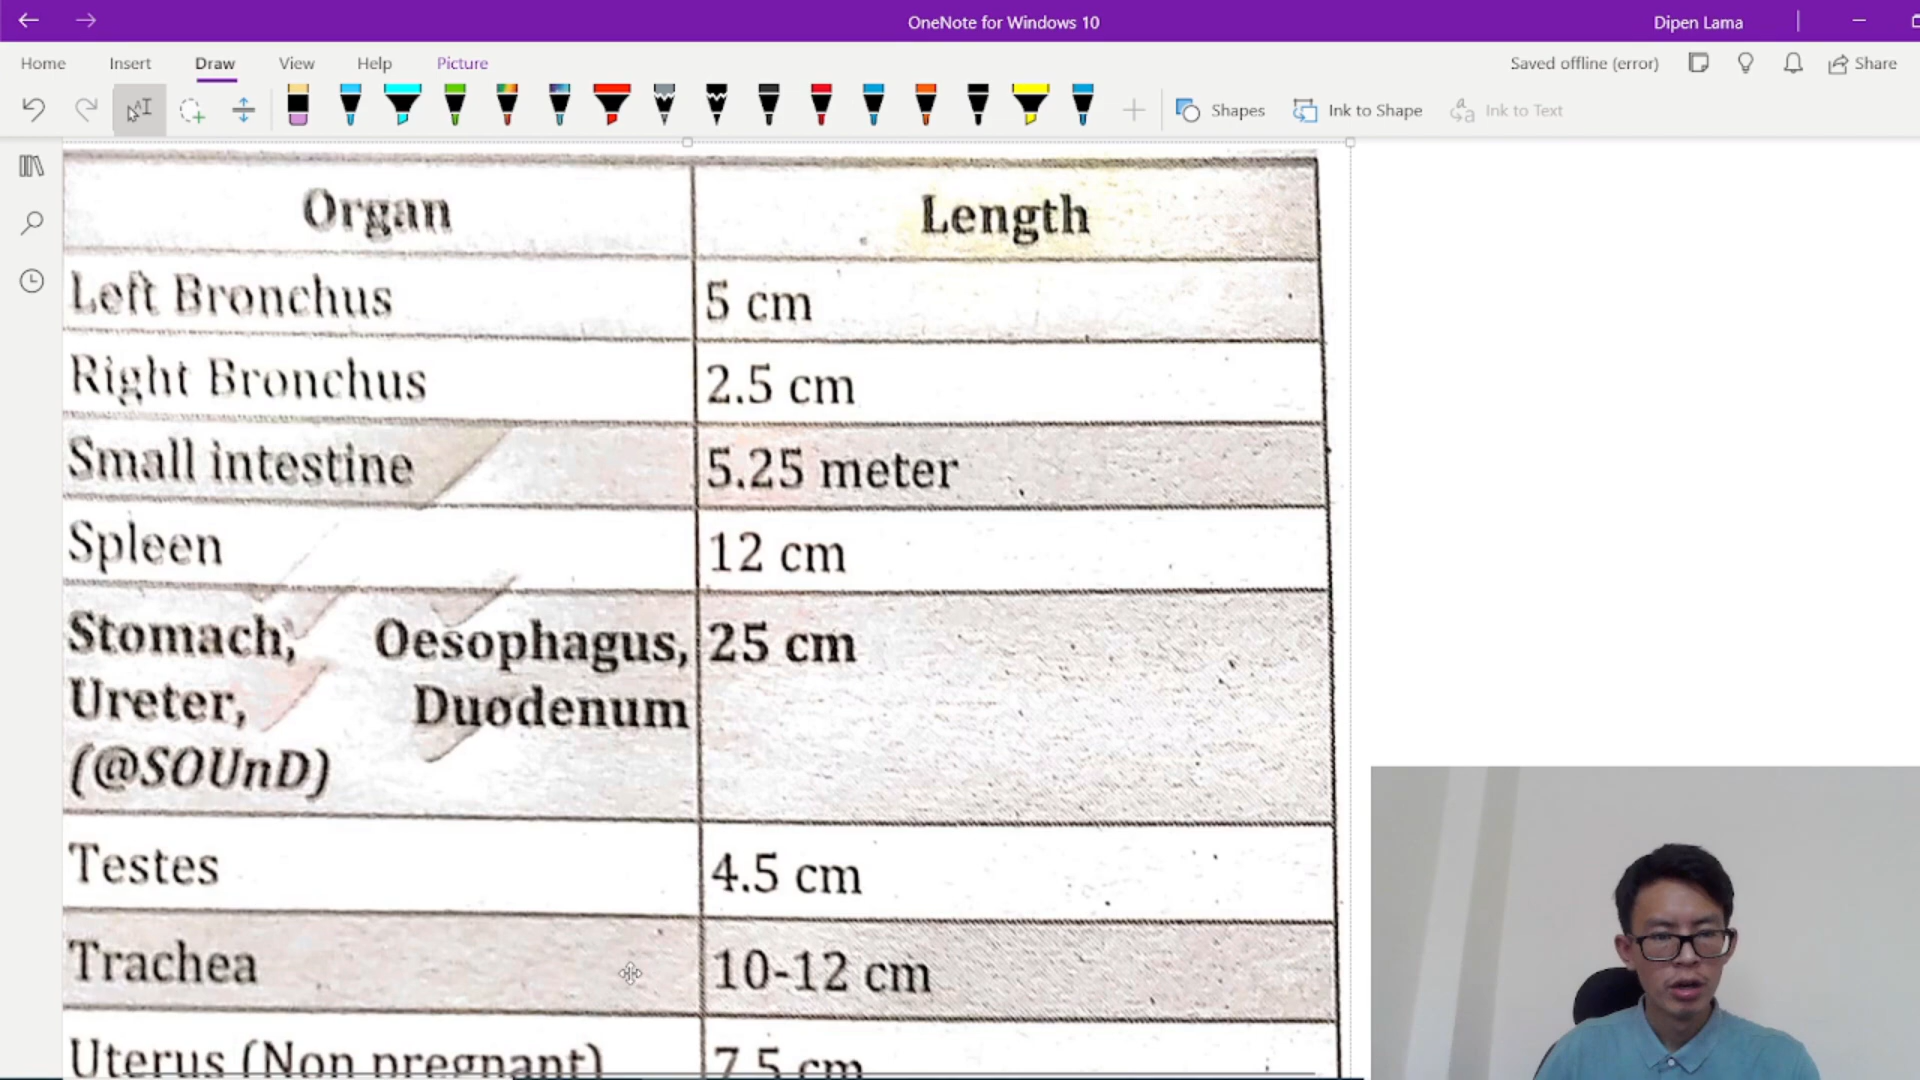 OneNote for Windows 10
Dipen Lama
Home Insert Draw View Help Picture
Saved offline (error) Share
Shapes Ink to Shape Ink to Text
Organ Length
Left Bronchus 5 cm
Right Bronchus 2.5 cm
Small intestine 5.25 meter
Spleen 12 cm
Stomach, Oesophagus, 25 cm
Ureter, Duodenum
(@SOUnD)
Testes 4.5 cm
Trachea 10-12 cm
Uterus (Non pregnant) 7.5 cm